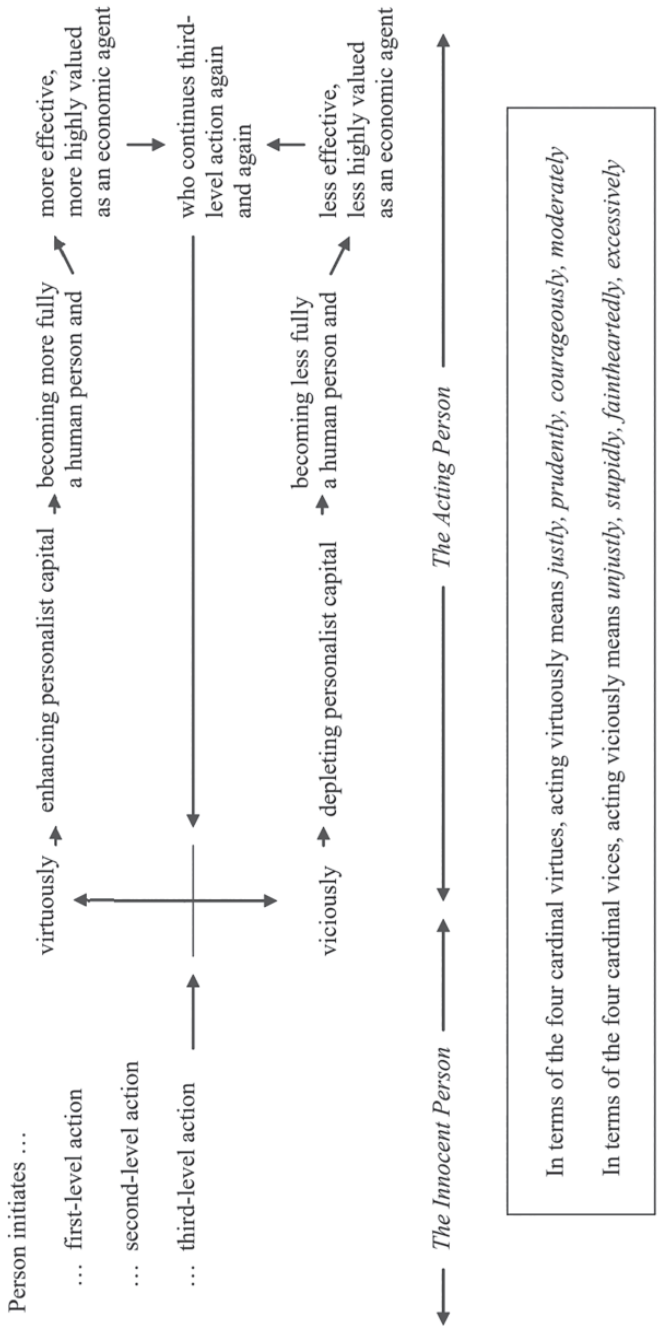 Person initiates …
… first-level action
… second-level action
… third-level action
virtuously
enhancing personalist capital
becoming more fully
a human person and
more effective,
more highly valued
as an economic agent
who continues third-
level action again
and again
viciously
depleting personalist capital
becoming less fully
a human person and
less effective,
less highly valued
as an economic agent
The Innocent Person
The Acting Person
In terms of the four cardinal virtues, acting virtuously means justly, prudently, courageously, moderately
In terms of the four cardinal vices, acting viciously means unjustly, stupidly, faintheartedly, excessively